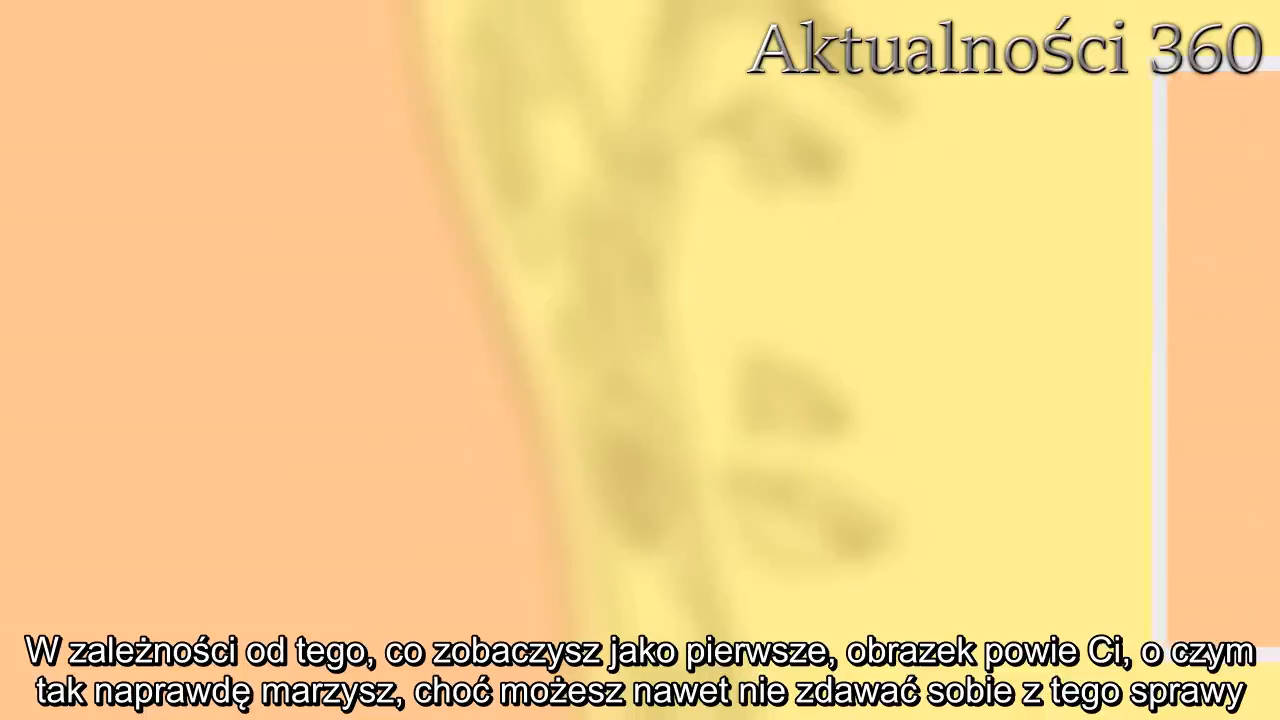 Aktualności 360
W zależności od tego, co zobaczysz jako pierwsze, obrazek powie Ci, o czym
tak naprawdę marzysz, choć możesz nawet nie zdawać sobie z tego sprawy